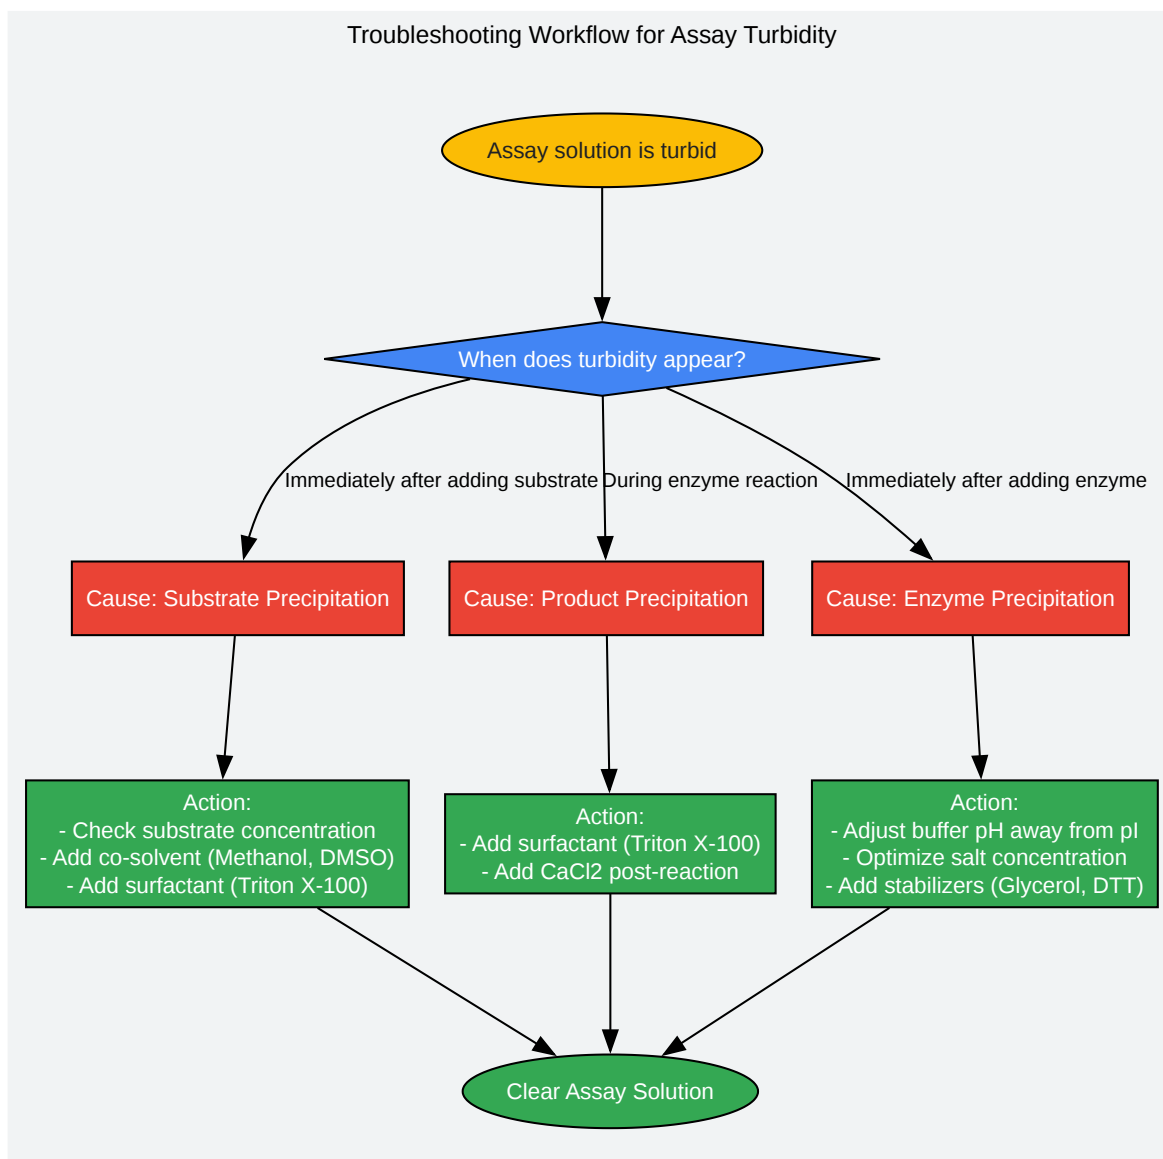 Troubleshooting Workflow for Assay Turbidity
Assay solution is turbid
When does turbidity appear?
Immediately after adding substrate
During enzyme reaction
Immediately after adding enzyme
Cause: Substrate Precipitation
Cause: Product Precipitation
Cause: Enzyme Precipitation
Action:
- Check substrate concentration
- Add co-solvent (Methanol, DMSO)
- Add surfactant (Triton X-100)
Action:
- Add surfactant (Triton X-100)
- Add CaCl2 post-reaction
Action:
- Adjust buffer pH away from pI
- Optimize salt concentration
- Add stabilizers (Glycerol, DTT)
Clear Assay Solution